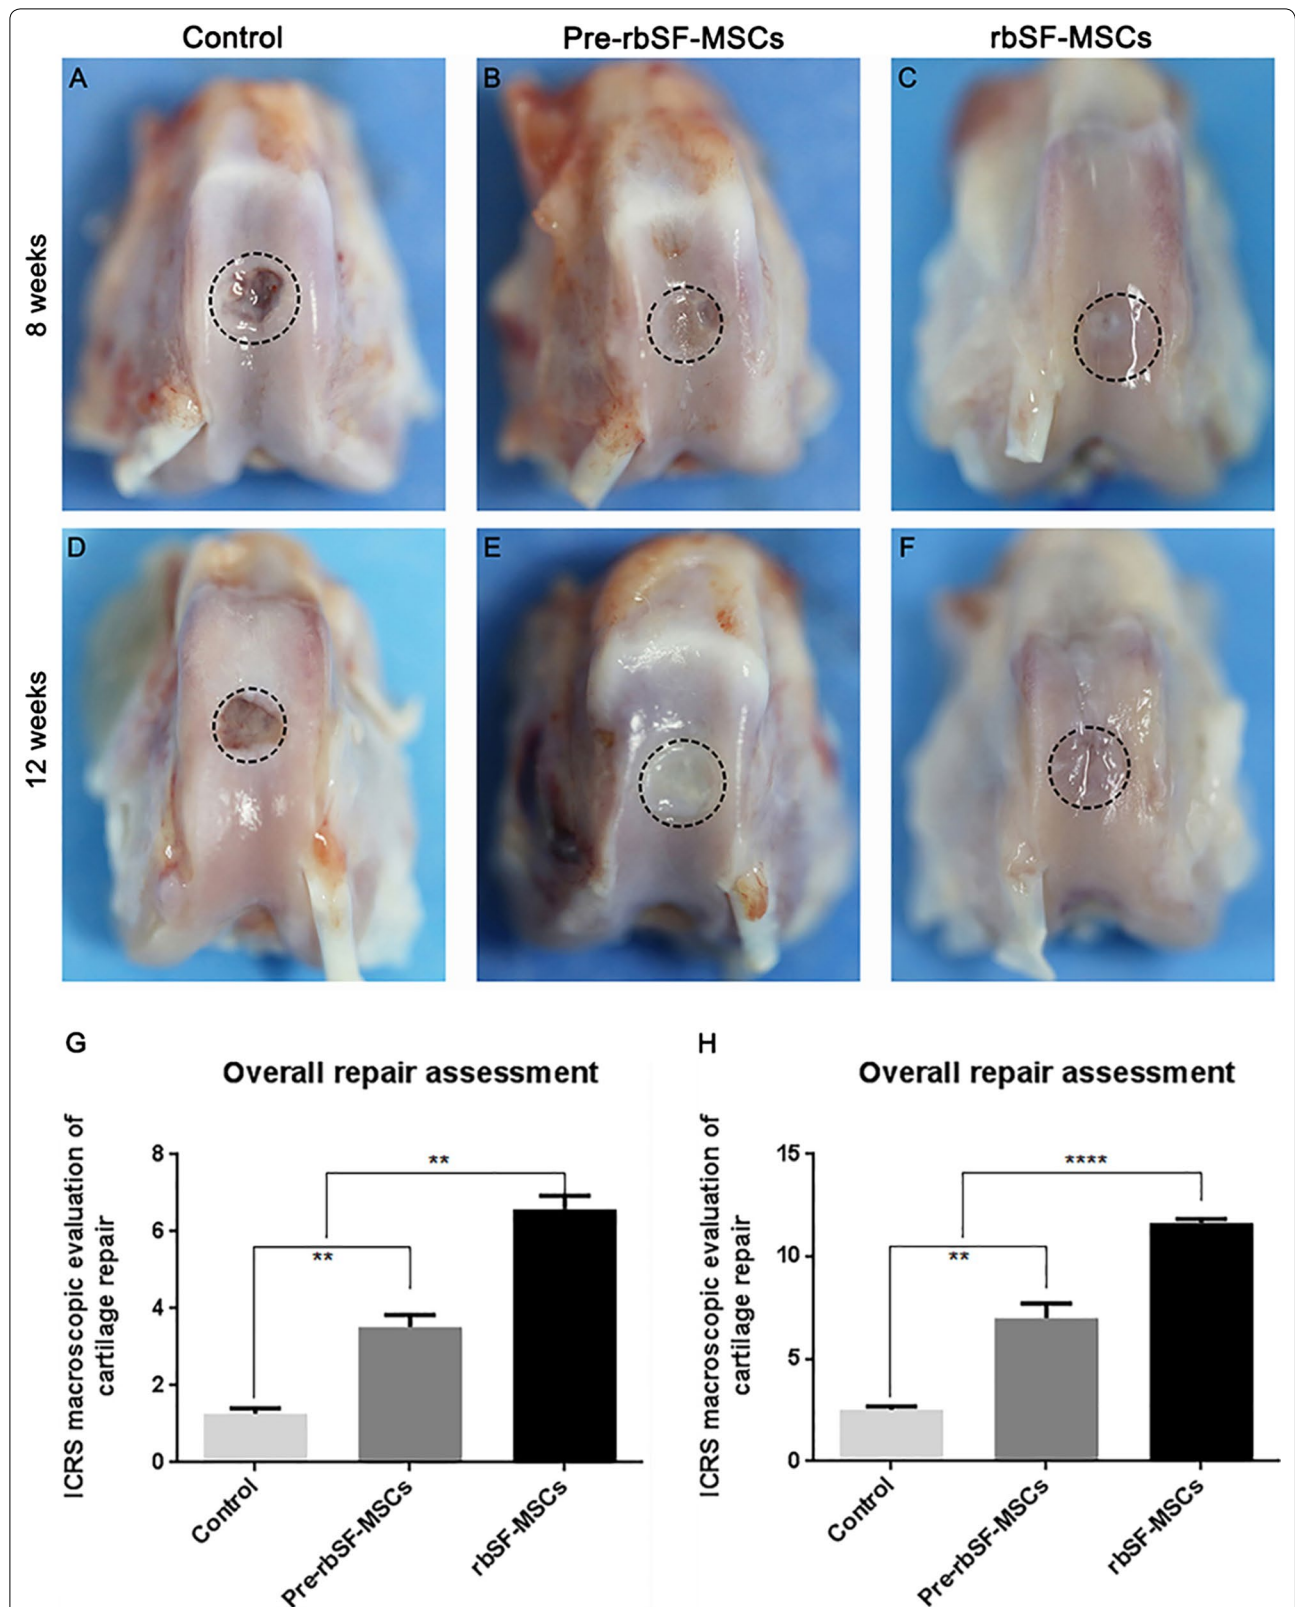 Control Pre-rbSF-MSCs rbSF-MSCs
A B C
8 weeks
D E F
12 weeks
G
Overall repair assessment
ICRS macroscopic evaluation of
cartilage repair
8
6
4
2
0
**
**
Control
Pre-rbSF-MSCs
rbSF-MSCs
H
Overall repair assessment
ICRS macroscopic evaluation of
cartilage repair
15
10
5
0
****
**
Control
Pre-rbSF-MSCs
rbSF-MSCs